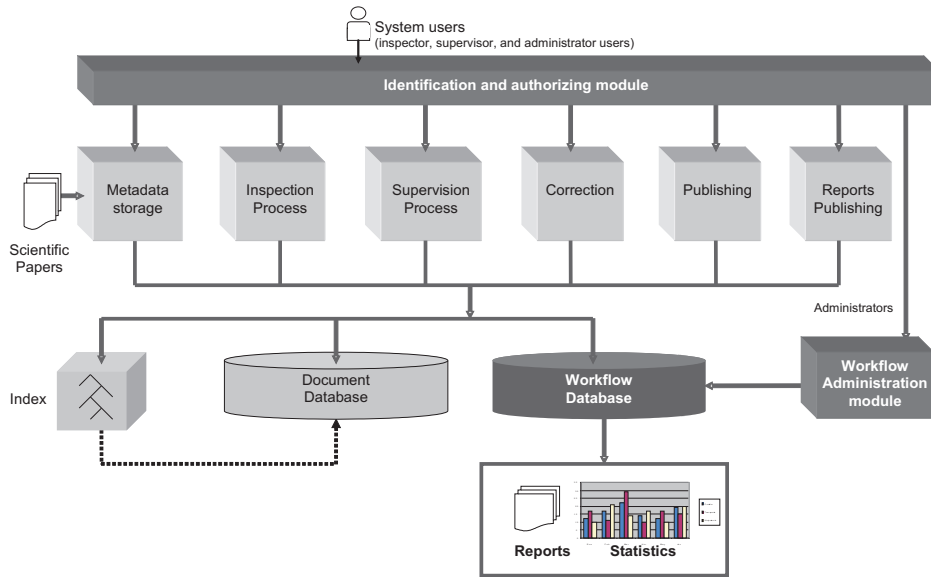 System users
(inspector, supervisor, and administrator users)
Identification and authorizing module
Metadata
storage
Inspection
Process
Supervision
Process
Correction
Publishing
Reports
Publishing
Scientific
Papers
Administrators
Index
Document
Database
Workflow
Database
Workflow
Administration
module
Reports
Statistics